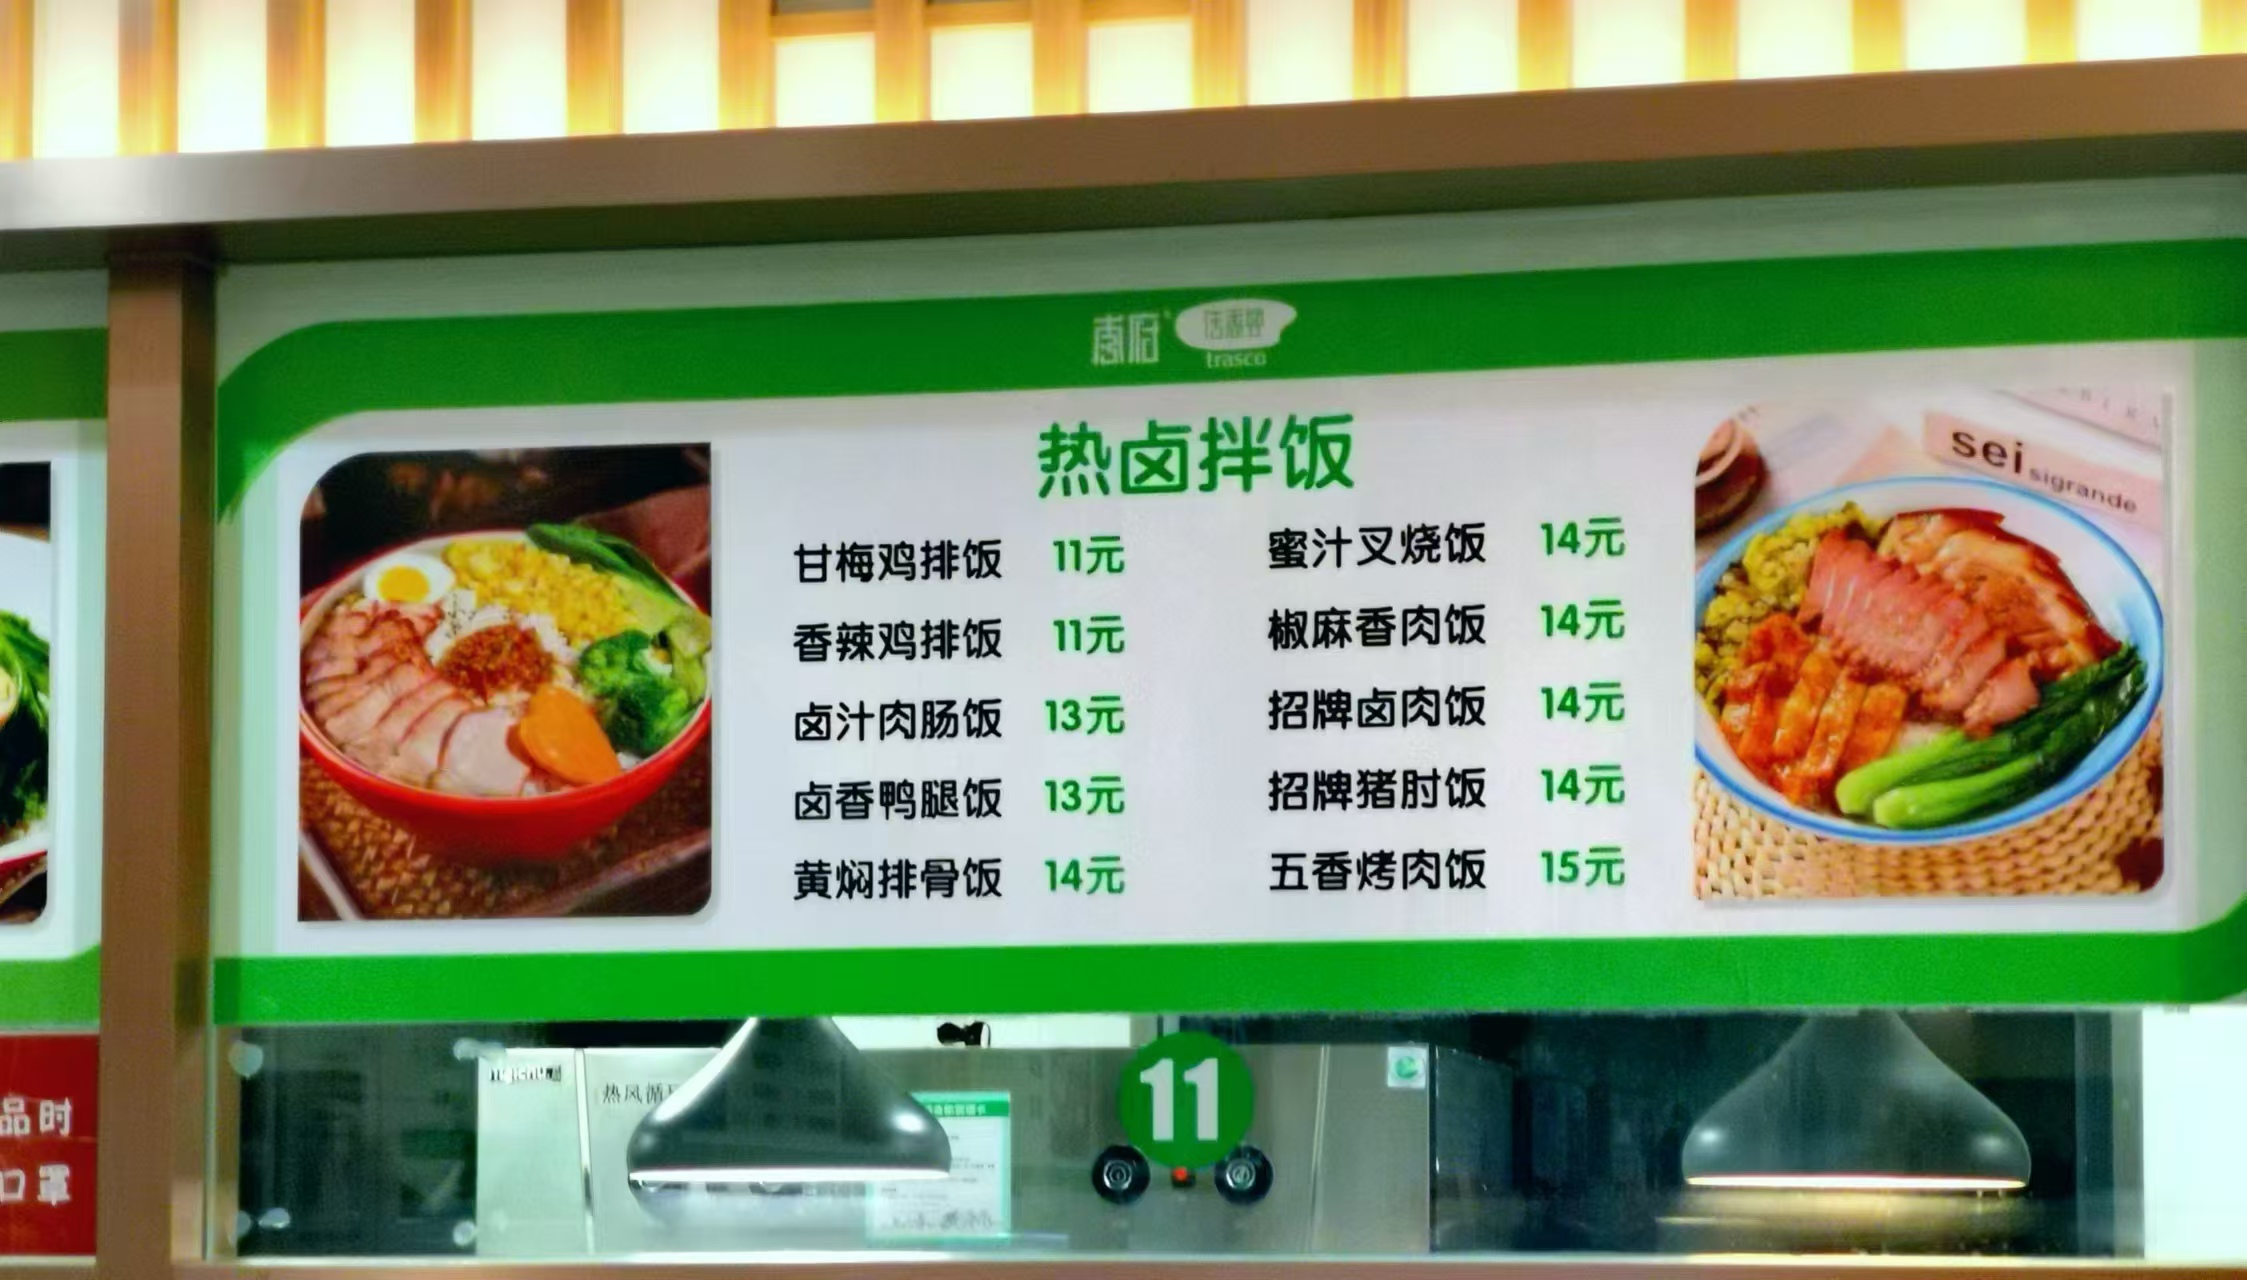 trasco
热卤拌饭
甘梅鸡排饭 11元
香辣鸡排饭 11元
卤汁肉肠饭 13元
卤香鸭腿饭 13元
黄焖排骨饭 14元
蜜汁叉烧饭 14元
椒麻香肉饭 14元
招牌卤肉饭 14元
招牌猪肘饭 14元
五香烤肉饭 15元
sei sigrande
11
热风循
品时
口罩